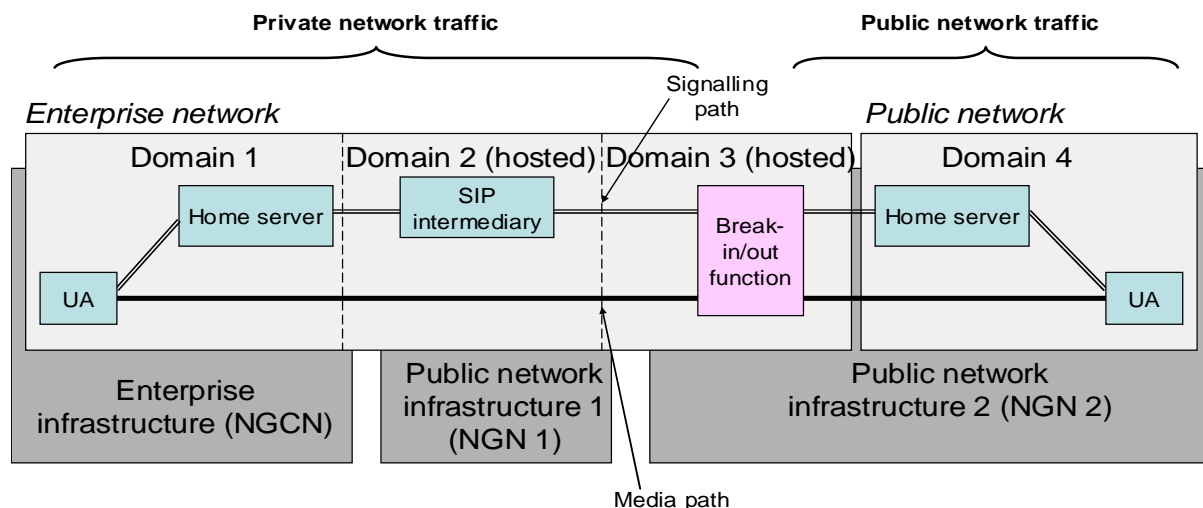 Private network traffic
Public network traffic
Signalling
path
Enterprise network
Public network
Domain 1
Domain 2 (hosted)
Domain 3 (hosted)
Domain 4
Home server
SIP
intermediary
Break-
in/out
function
Home server
UA
UA
Enterprise
infrastructure (NGCN)
Public network
infrastructure 1
(NGN 1)
Public network
infrastructure 2 (NGN 2)
Media path